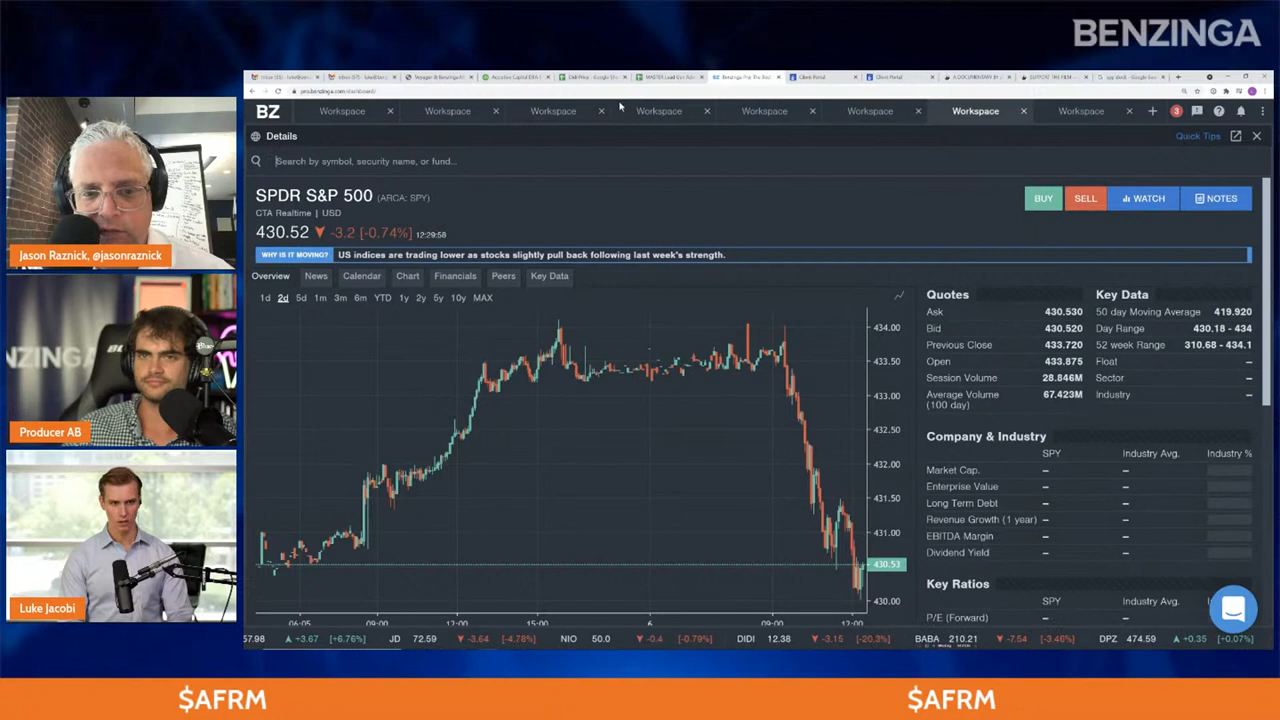 BENZINGA
BZ
Workspace
Workspace
Workspace
Workspace
Workspace
Workspace
Workspace
Workspace
3
Details
Quick Tips
Search by symbol, security name, or fund...
SPDR S&P 500 (ARCA: SPY)
CTA Realtime | USD
430.52 -3.2 [-0.74%] 12:29:58
BUY SELL WATCH NOTES
WHY IS IT MOVING? US indices are trading lower as stocks slightly pull back following last week's strength.
Overview News Calendar Chart Financials Peers Key Data
1d 2d 5d 1m 3m 6m YTD 1y 2y 5y 10y MAX
434.00
433.50
432.50
432.00
431.50
431.00
430.53
430.00
06:05 09:00 12:00 15:00 6 09:00 12:00
Quotes
Ask 430.530
Bid 430.520
Previous Close 433.720
Open 433.875
Session Volume 28.846M
Average Volume (100 day) 67.423M
Key Data
50 day Moving Average 419.920
Day Range 430.18 - 434
52 week Range 310.68 - 434.1
Float –
Sector –
Industry –
Company & Industry
SPY Industry Avg. Industry %
Market Cap. – –
Enterprise Value – –
Long Term Debt – –
Revenue Growth (1 year) – –
EBITDA Margin – –
Dividend Yield – –
Key Ratios
SPY Industry Avg. Industry %
P/E (Forward) – –
57.98 +3.67 [+6.76%] JD 72.59 -3.64 [-4.78%] NIO 50.0 -0.4 [-0.79%] DIDI 12.38 -3.15 [-20.3%] BABA 210.21 -7.54 [-3.46%] DPZ 474.59 +0.35 [+0.07%]
Jason Raznick, @jasonraznick
NZINGA
Producer AB
Luke Jacobi
$AFRM
$AFRM